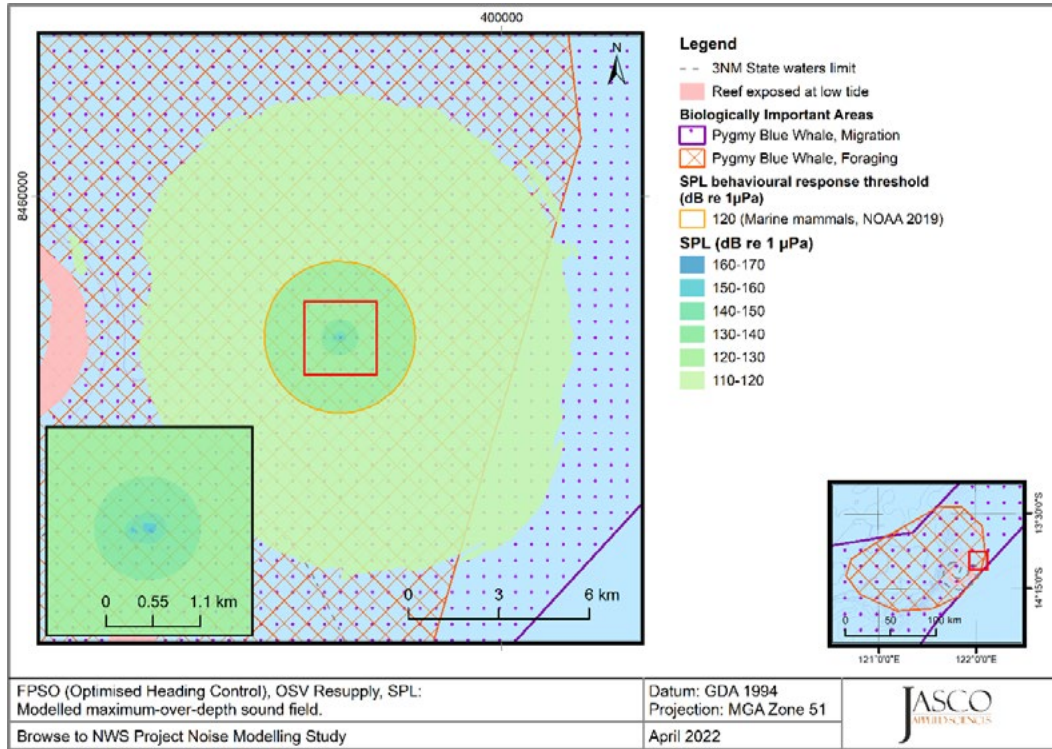 400000
8460000
N
0 0.55 1.1 km
0 3 6 km
Legend
3NM State waters limit
Reef exposed at low tide
Biologically Important Areas
Pygmy Blue Whale, Migration
Pygmy Blue Whale, Foraging
SPL behavioural response threshold
(dB re 1µPa)
120 (Marine mammals, NOAA 2019)
SPL (dB re 1 µPa)
160-170
150-160
140-150
130-140
120-130
110-120
13°30'0"S
14°15'0"S
0 50 100 km
121°0'0"E 122°0'0"E
FPSO (Optimised Heading Control), OSV Resupply, SPL:
Modelled maximum-over-depth sound field.
Browse to NWS Project Noise Modelling Study
Datum: GDA 1994
Projection: MGA Zone 51
April 2022
JASCO
APPLIED SCIENCES